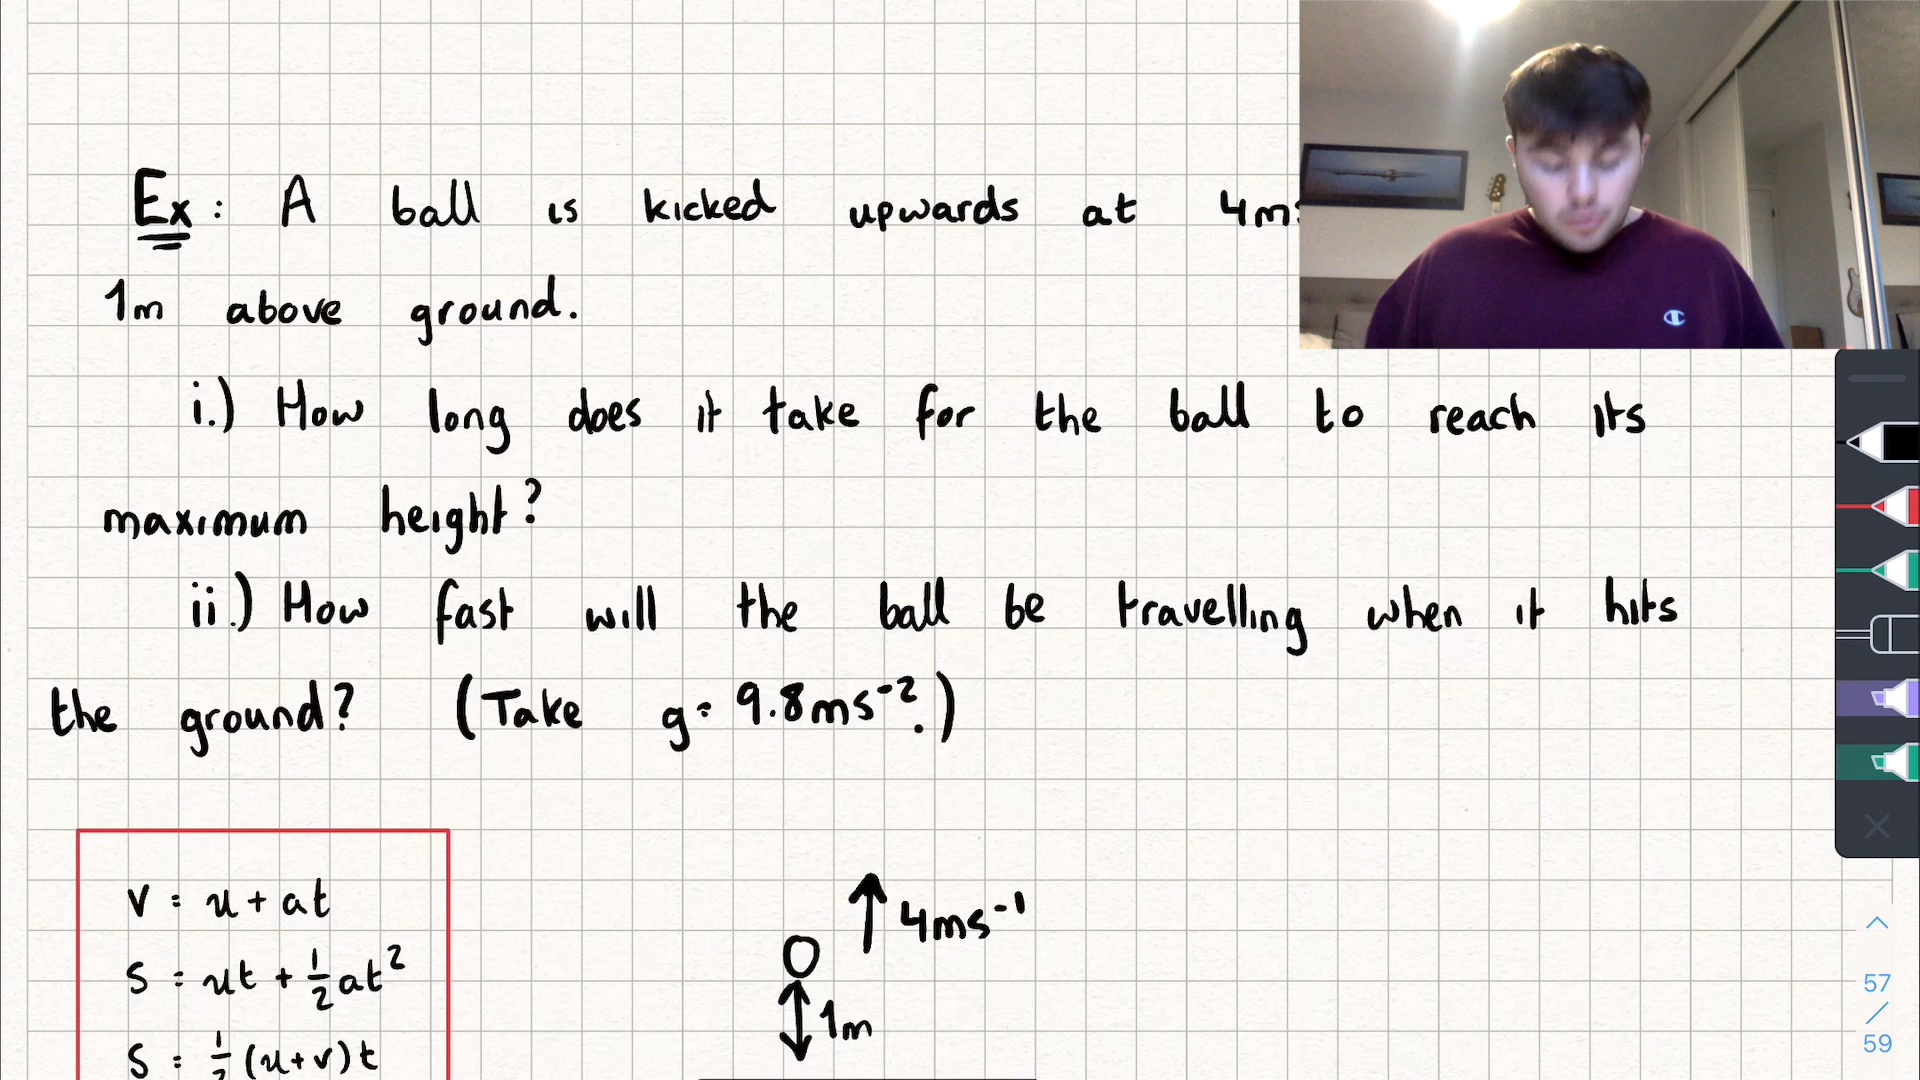 Ex: A ball is kicked upwards at 4m
1m above ground.
i.) How long does it take for the ball to reach its
maximum height?
ii.) How fast will the ball be travelling when it hits
the ground? (Take g = 9.8ms⁻².)
v = u + at
s = ut + ½at²
s = ½(u+v)t
4ms⁻¹
1m
57
/
59